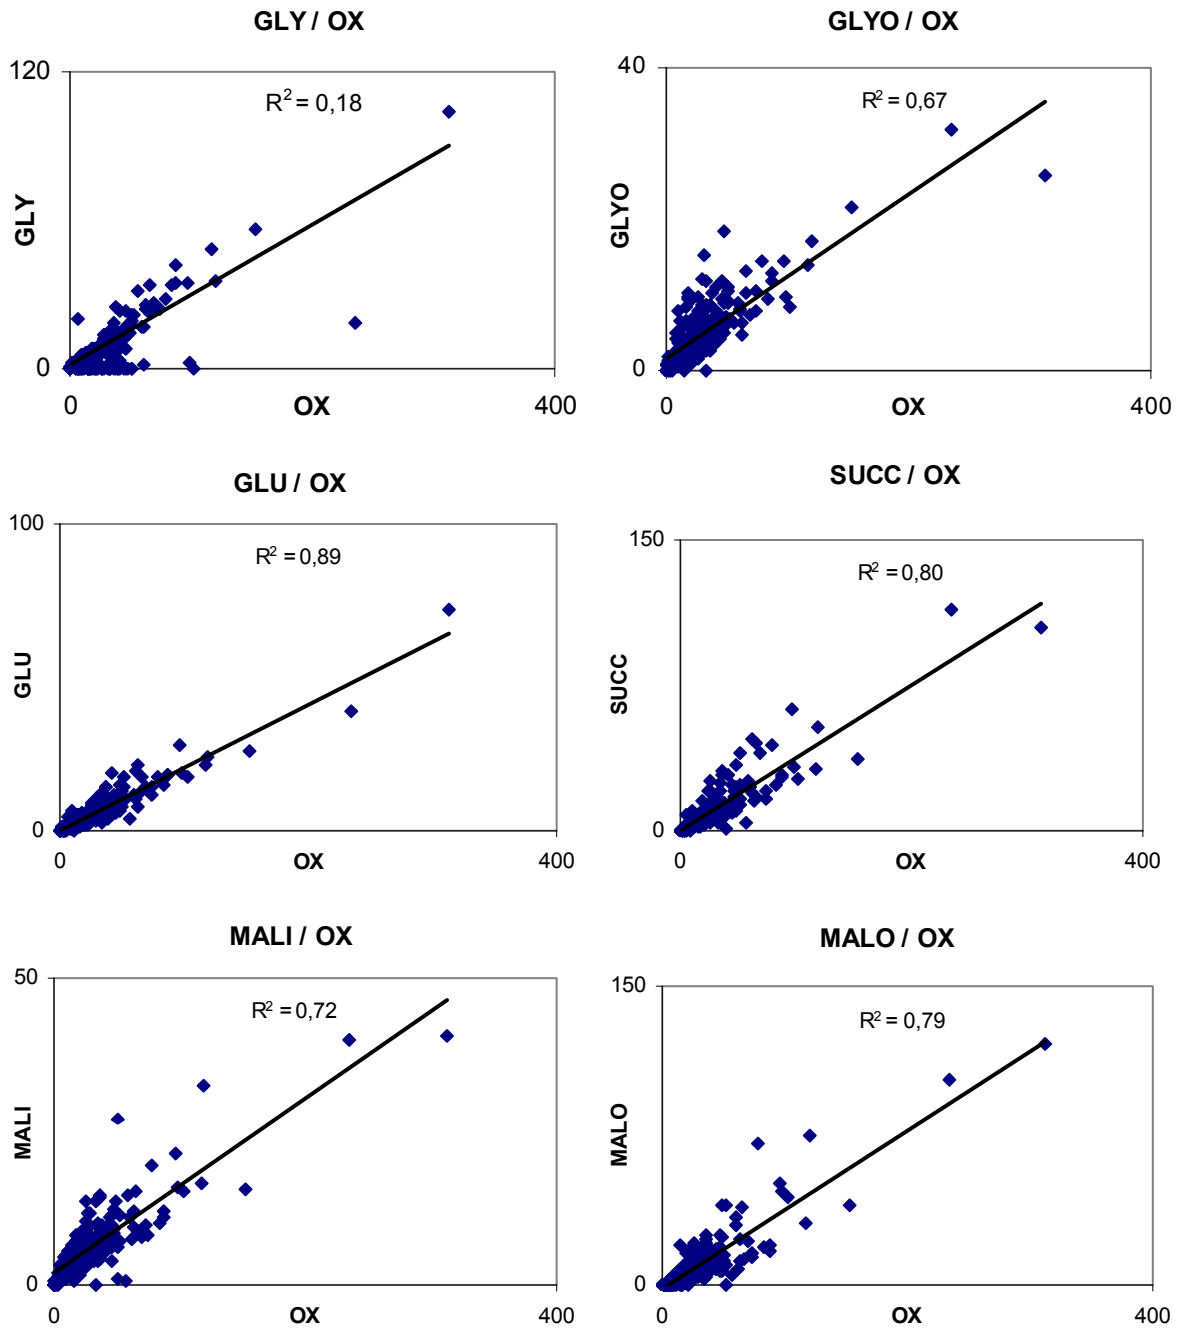 GLY / OX
120
R² = 0,18
GLY
0
0
OX
400
GLYO / OX
40
R² = 0,67
GLYO
0
0
OX
400
GLU / OX
100
R² = 0,89
GLU
0
0
OX
400
SUCC / OX
150
R² = 0,80
SUCC
0
0
OX
400
MALI / OX
50
R² = 0,72
MALI
0
0
OX
400
MALO / OX
150
R² = 0,79
MALO
0
0
OX
400